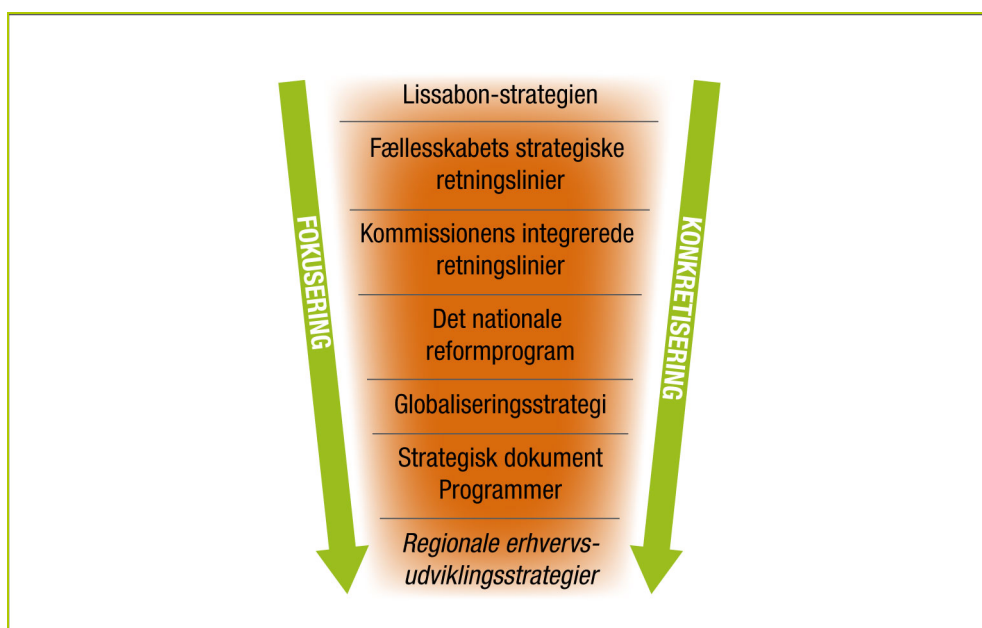 Lissabon-strategien
Fællesskabets strategiske
retningslinier
Kommissionens integrerede
retningslinier
Det nationale
reformprogram
Globaliseringsstrategi
Strategisk dokument
Programmer
Regionale erhvervs-
udviklingsstrategier
FOKUSERING
KONKRETISERING